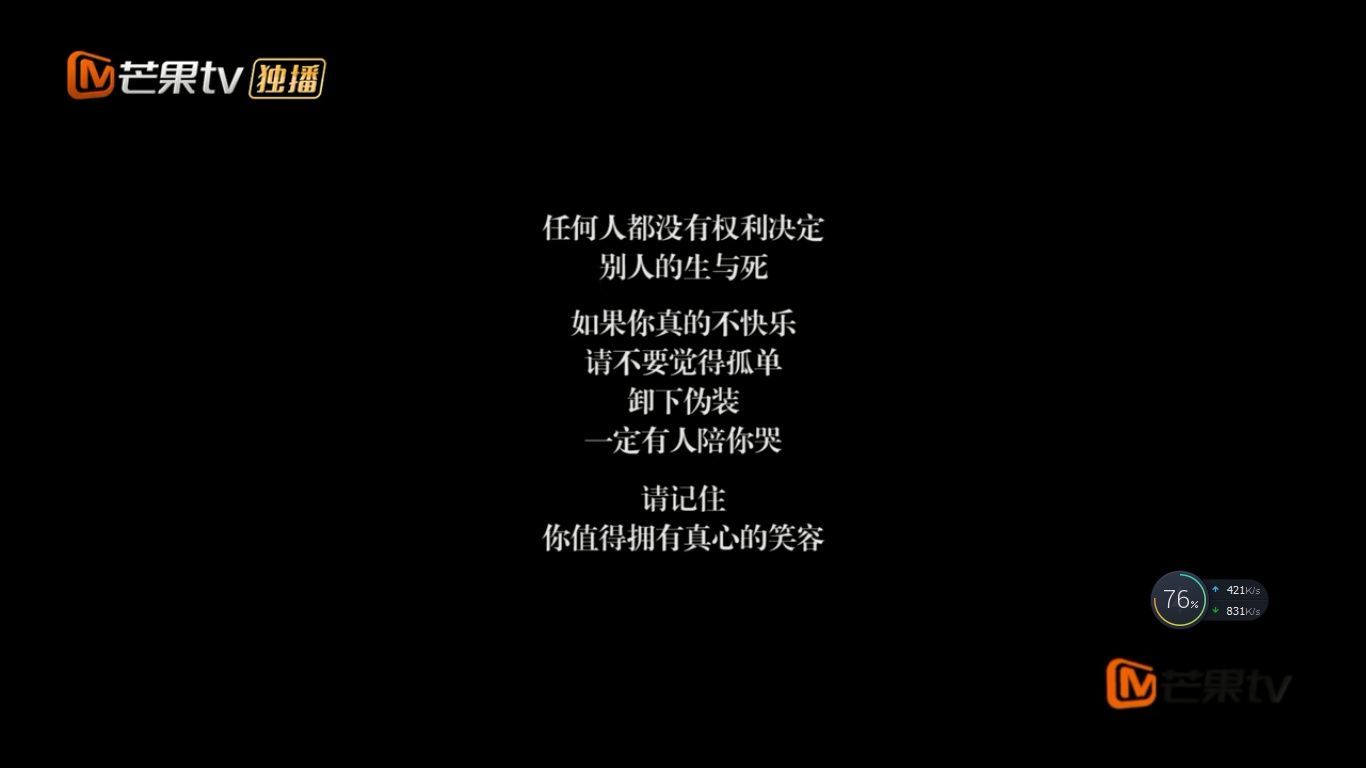 芒果tv 独播
任何人都没有权利决定
别人的生与死
如果你真的不快乐
请不要觉得孤单
卸下伪装
一定有人陪你哭
请记住
你值得拥有真心的笑容
76%
421K/s
831K/s
芒果tv